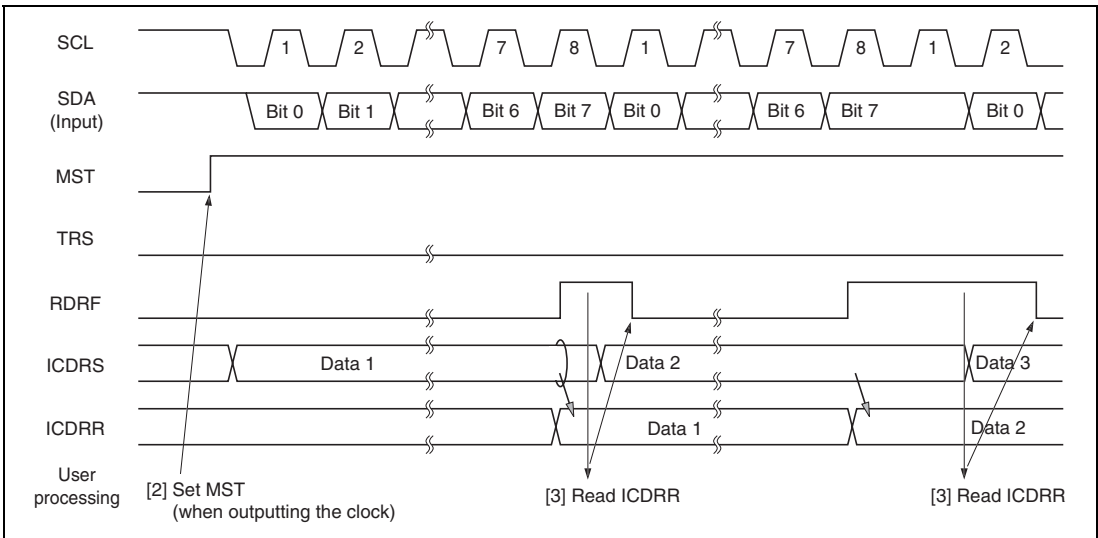 SCL 1 2 7 8 1 7 8 1 2
SDA
(Input) Bit 0 Bit 1 Bit 6 Bit 7 Bit 0 Bit 6 Bit 7 Bit 0
MST
TRS
RDRF
ICDRS Data 1 Data 2 Data 3
ICDRR Data 1 Data 2
User
processing
[2] Set MST
(when outputting the clock)
[3] Read ICDRR
[3] Read ICDRR